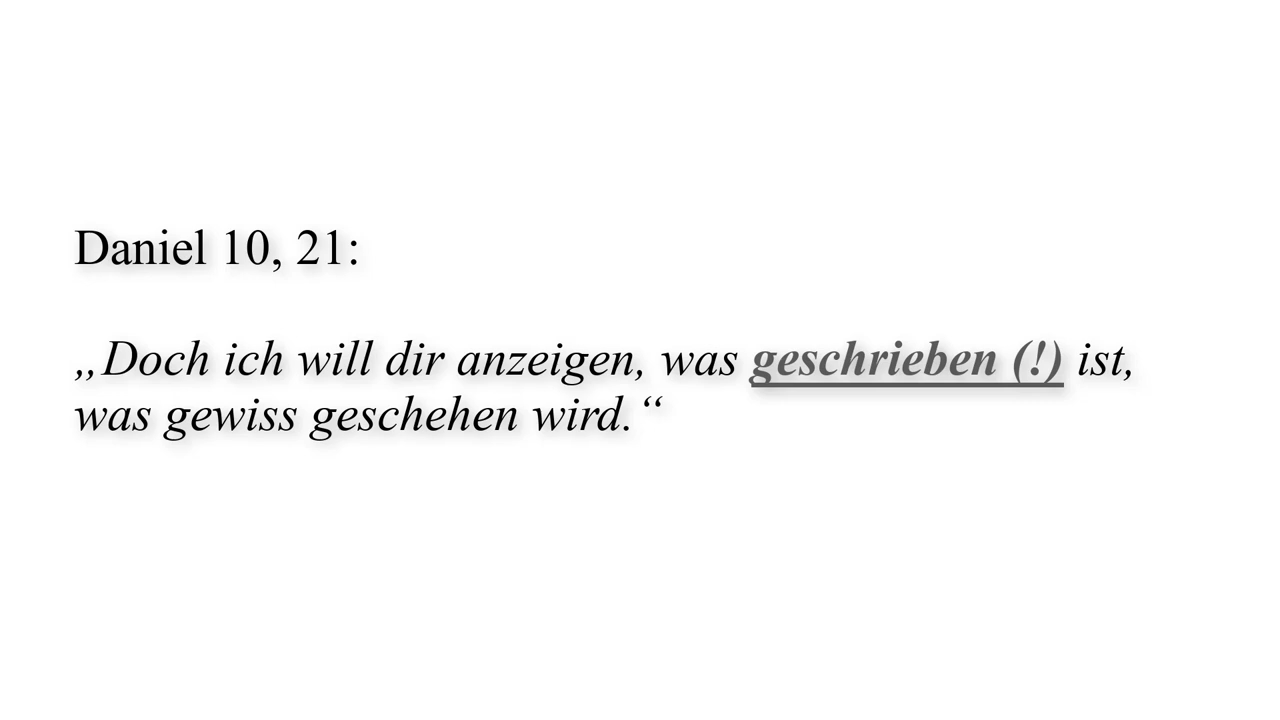 Daniel 10, 21:
„Doch ich will dir anzeigen, was geschrieben (!) ist,
was gewiss geschehen wird.“